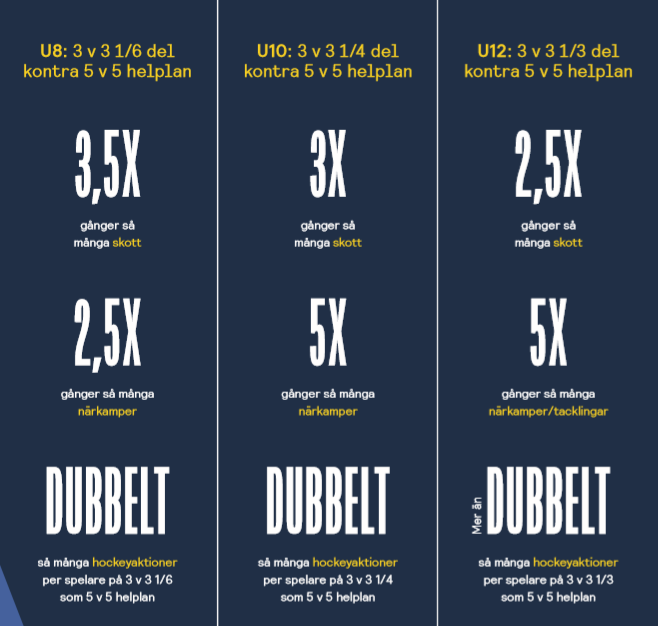 U8: 3 v 3 1/6 del
kontra 5 v 5 helplan
3,5X
gånger så
många skott
2,5X
gånger så många
närkamper
DUBBELT
så många hockeyaktioner
per spelare på 3 v 3 1/6
som 5 v 5 helplan
U10: 3 v 3 1/4 del
kontra 5 v 5 helplan
3X
gånger så
många skott
5X
gånger så många
närkamper
DUBBELT
så många hockeyaktioner
per spelare på 3 v 3 1/4
som 5 v 5 helplan
U12: 3 v 3 1/3 del
kontra 5 v 5 helplan
2,5X
gånger så
många skott
5X
gånger så många
närkamper/tacklingar
Mer än DUBBELT
så många hockeyaktioner
per spelare på 3 v 3 1/3
som 5 v 5 helplan